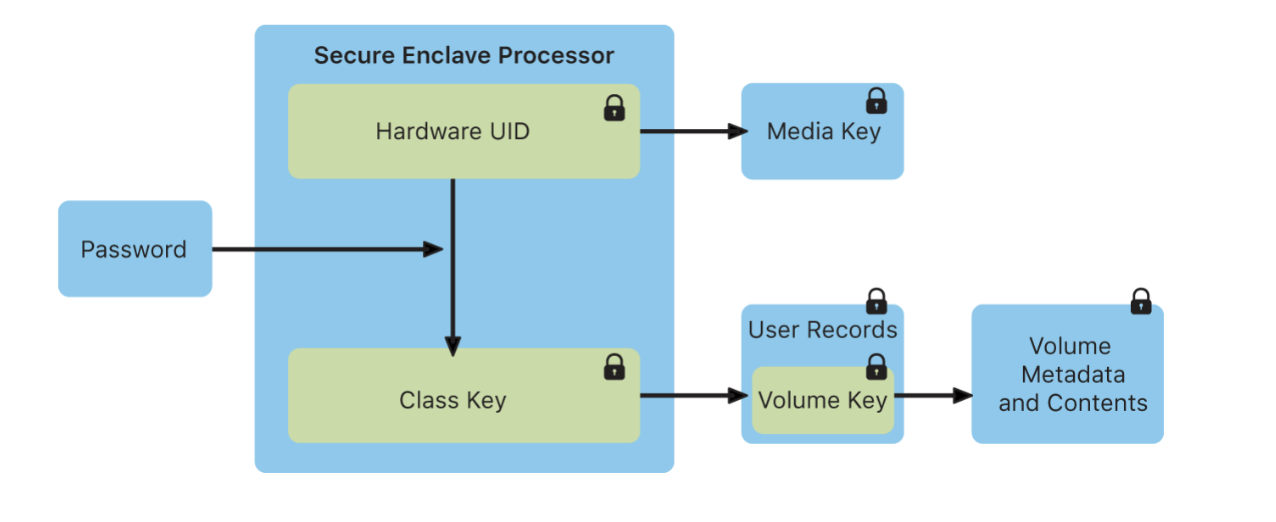 Secure Enclave Processor
Hardware UID
Media Key
Password
Class Key
User Records
Volume Key
Volume
Metadata
and Contents